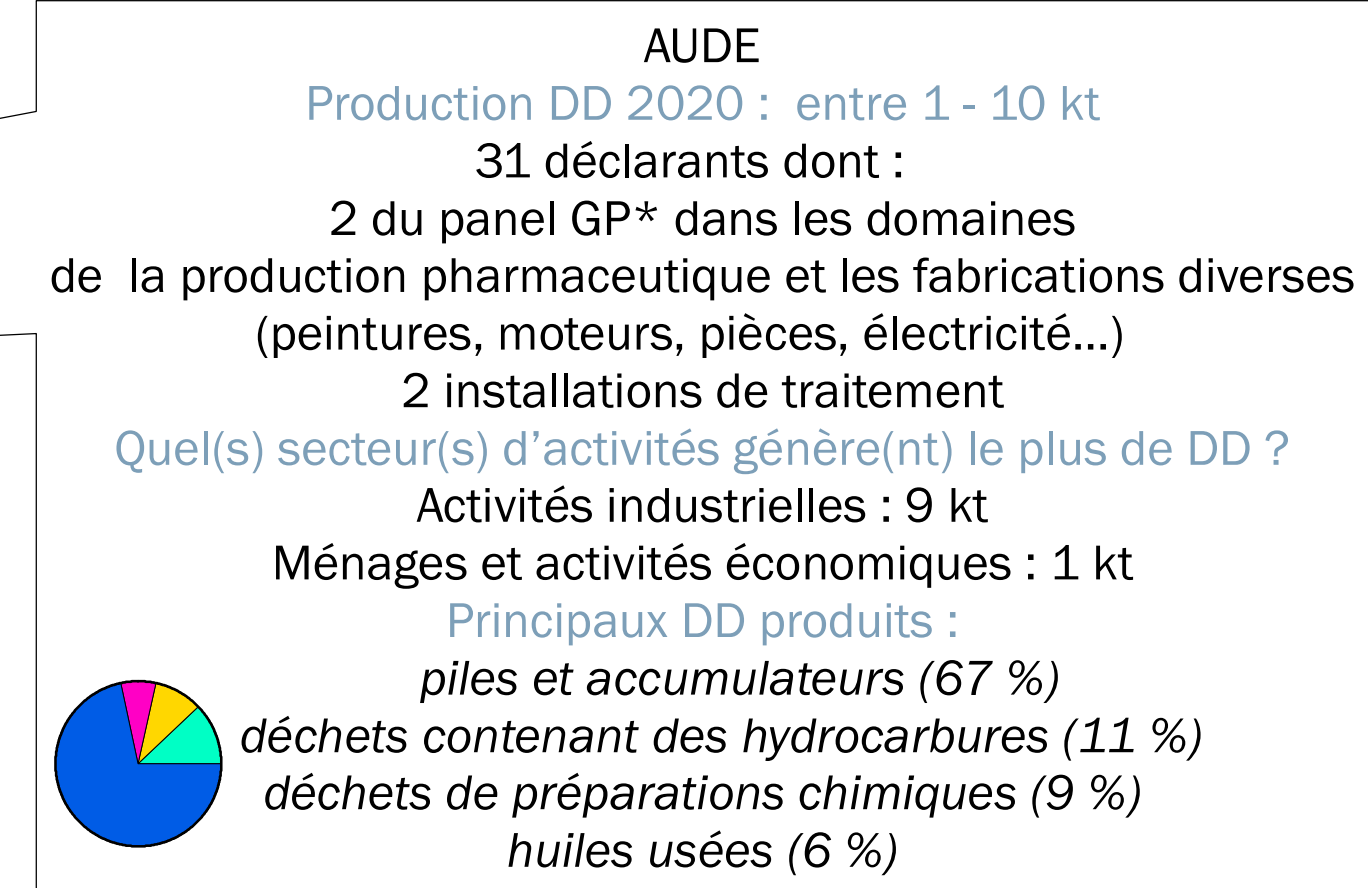 AUDE
Production DD 2020 : entre 1 - 10 kt
31 déclarants dont :
2 du panel GP* dans les domaines
de la production pharmaceutique et les fabrications diverses
(peintures, moteurs, pièces, électricité...)
2 installations de traitement
Quel(s) secteur(s) d'activités génère(nt) le plus de DD ?
Activités industrielles : 9 kt
Ménages et activités économiques : 1 kt
Principaux DD produits :
piles et accumulateurs (67 %)
déchets contenant des hydrocarbures (11 %)
déchets de préparations chimiques (9 %)
huiles usées (6 %)